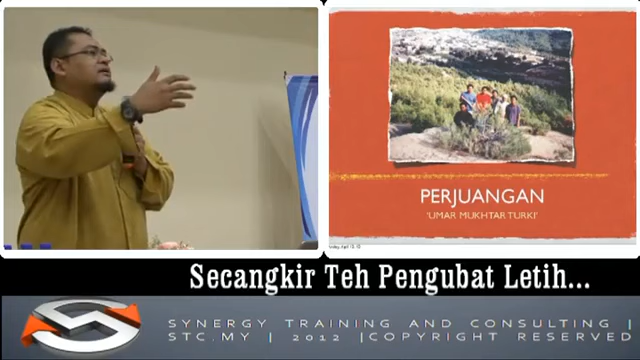 PERJUANGAN
'UMAR MUKHTAR TURKI'
Secangkir Teh Pengubat Letih...
SYNERGY TRAINING AND CONSULTING |
STC.MY | 2012 |COPYRIGHT RESERVED